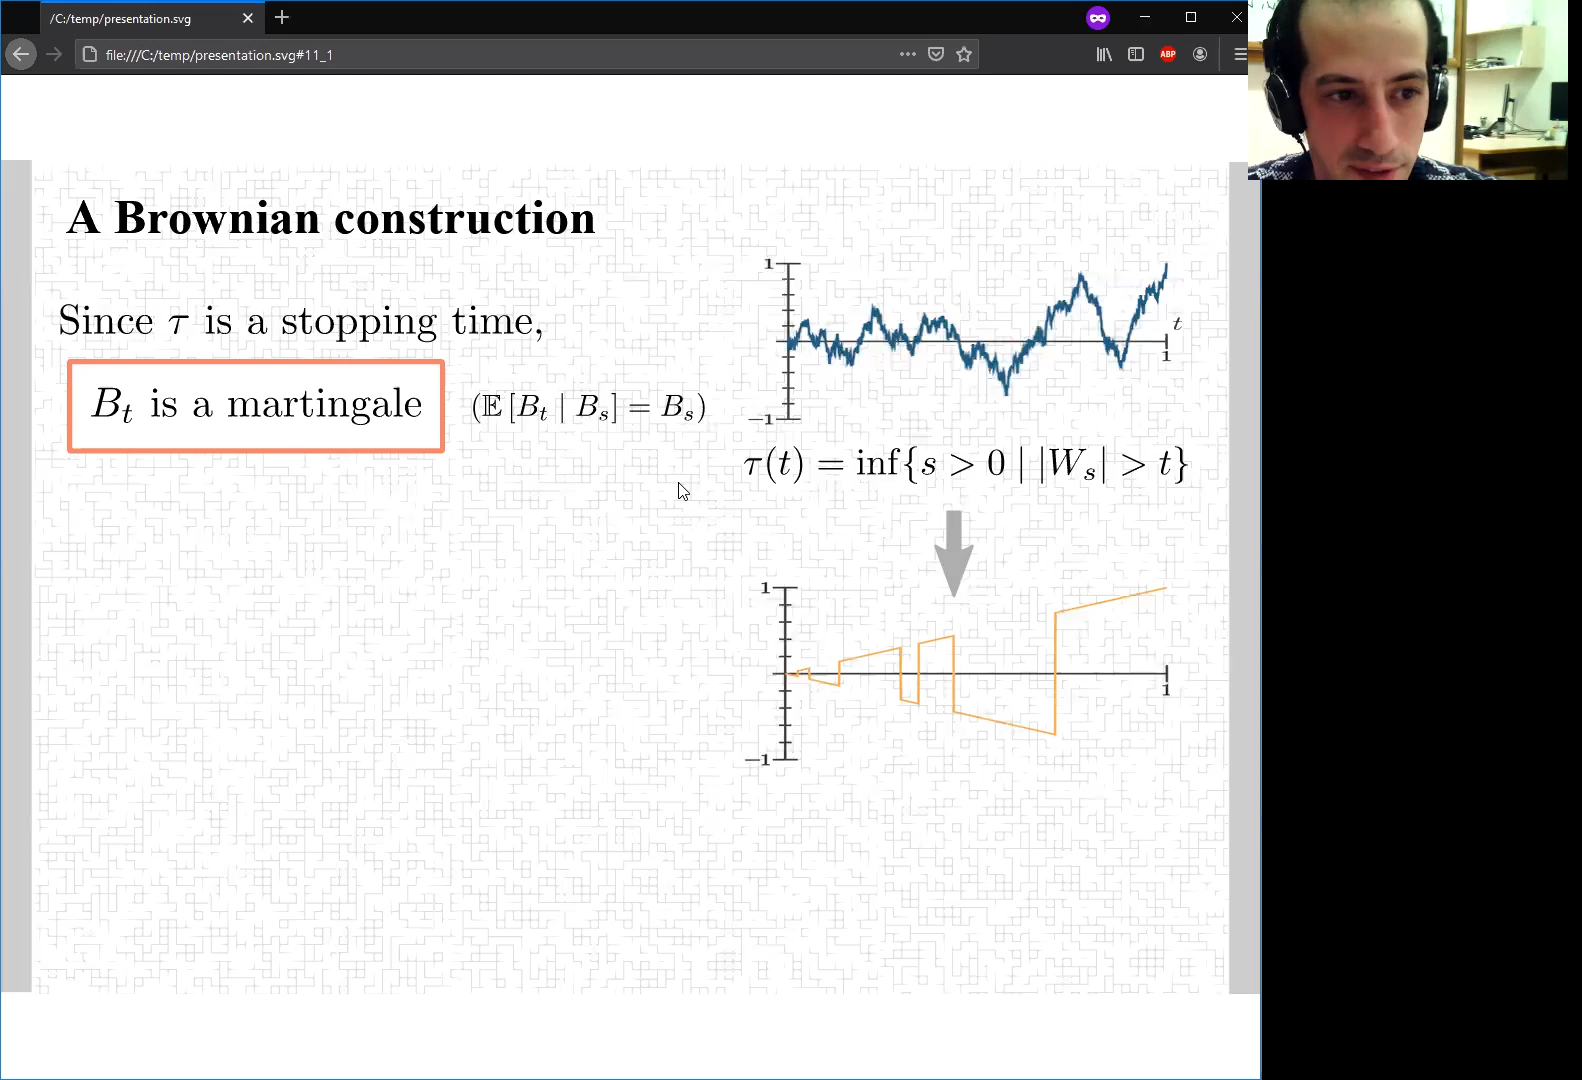 /C:/temp/presentation.svg
file:///C:/temp/presentation.svg#11_1
ABP
A Brownian construction
Since τ is a stopping time,
B_t is a martingale
(𝔼 [B_t | B_s] = B_s)
1
t
1
−1
τ(t) = inf{s > 0 | |W_s| > t}
1
1
−1